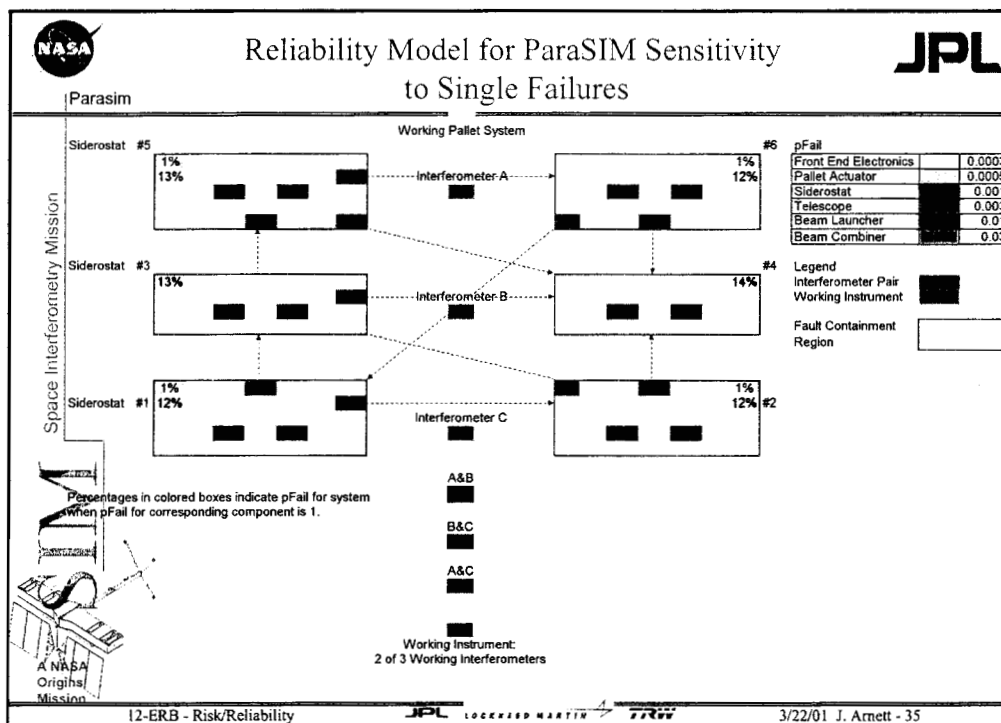 NASA
Reliability Model for ParaSIM Sensitivity
to Single Failures
JPL
Parasim
Space Interferometry Mission
Working Pallet System
Siderostat #5
1%
13%
Interferometer A
#6
1%
12%
Siderostat #3
13%
Interferometer B
#4
14%
Siderostat #1
1%
12%
Interferometer C
1%
12%
#2
pFail
Front End Electronics
Pallet Actuator
Siderostat
Telescope
Beam Launcher
Beam Combiner
Legend
Interferometer Pair
Working Instrument
Fault Containment
Region
Percentages in colored boxes indicate pFail for system
when pFail for corresponding component is 1.
A&B
B&C
A&C
Working Instrument:
2 of 3 Working Interferometers
A NASA
Origins
Mission
12-ERB - Risk/Reliability
JPL
LOCKHEED MARTIN
TRW
3/22/01 J. Arnett - 35